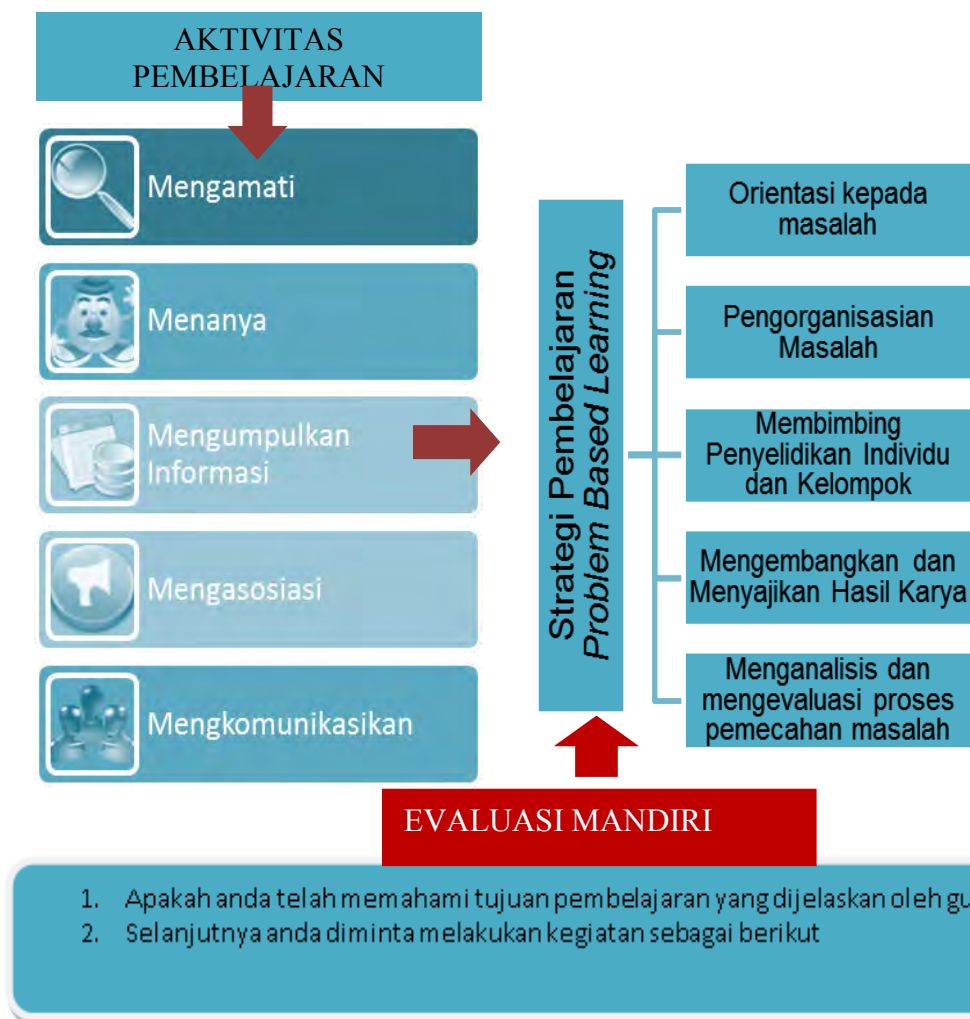 AKTIVITAS
PEMBELAJARAN
Mengamati
Menanya
Mengumpulkan
Informasi
Mengasosiasi
Mengkomunikasikan
Strategi Pembelajaran
Problem Based Learning
Orientasi kepada
masalah
Pengorganisasian
Masalah
Membimbing
Penyelidikan Individu
dan Kelompok
Mengembangkan dan
Menyajikan Hasil Karya
Menganalisis dan
mengevaluasi proses
pemecahan masalah
EVALUASI MANDIRI
1. Apakah anda telah memahami tujuan pembelajaran yang dijelaskan oleh gu
2. Selanjutnya anda diminta melakukan kegiatan sebagai berikut